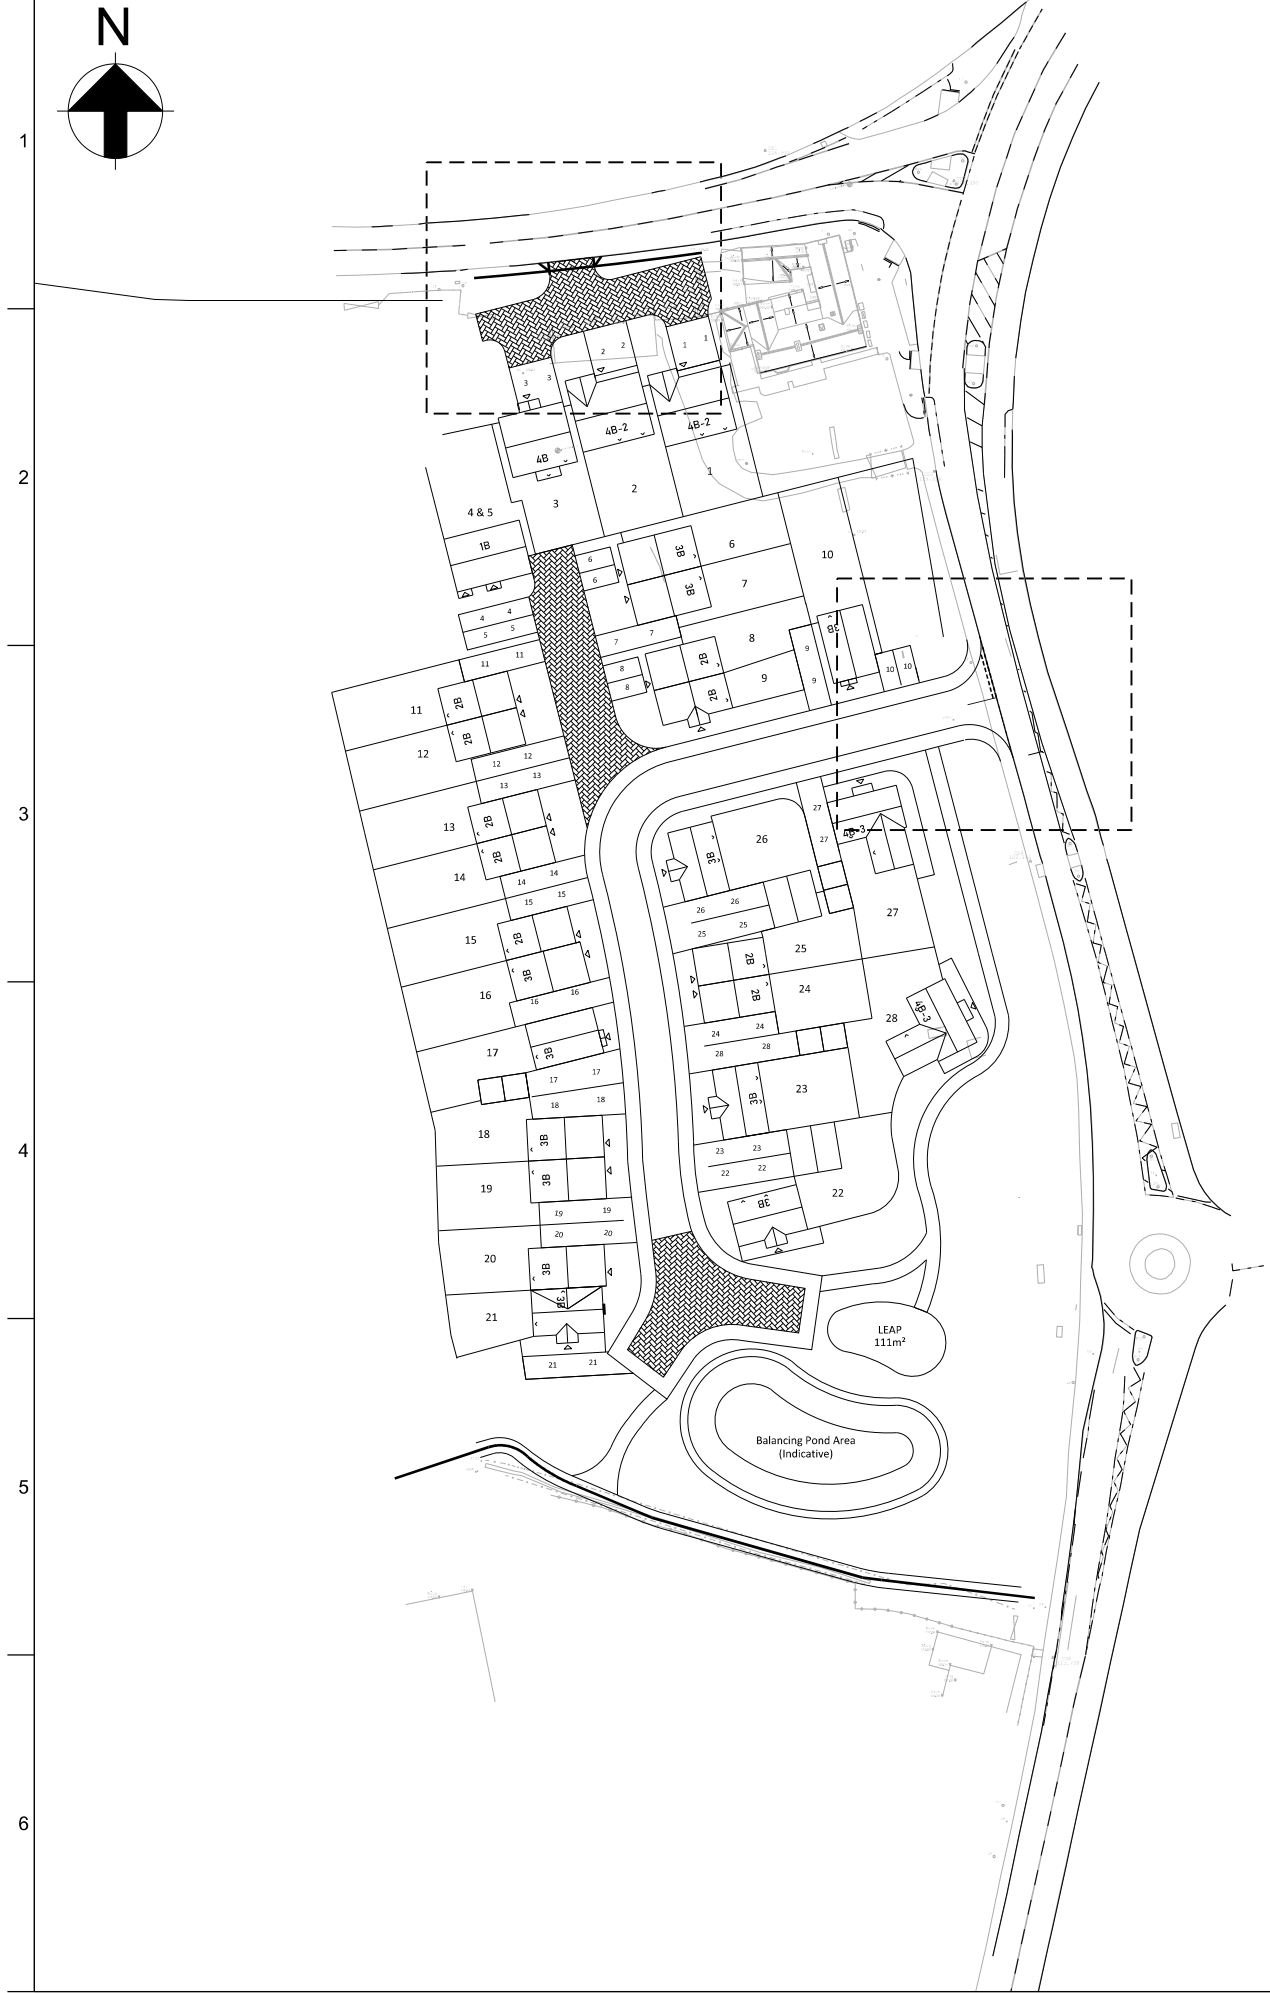 N
1
2
3
4
5
6
2 2
1 1
3 3
4B-2
4B-2
4B
1
2
3
4 & 5
1B
6
6
3B
3B
6
7
10
4 4
5 5
7 7
8
8
2B
2B
8
9
9
9
3B
10 10
11 11
11
2B
2B
12
12 12
13 13
13
2B
2B
14
14 14
15 15
15
2B
3B
16
16 16
17
3B
17 17
18 18
18
3B
19
3B
19 19
20 20
20
3B
21
3B
21 21
27
27
4B-3
26
3B
26 26
25 25
27
25
2B
2B
24
24 24
28 28
28
4B-3
23
3B
23 23
22 22
22
3B
LEAP
111m²
Balancing Pond Area
(Indicative)